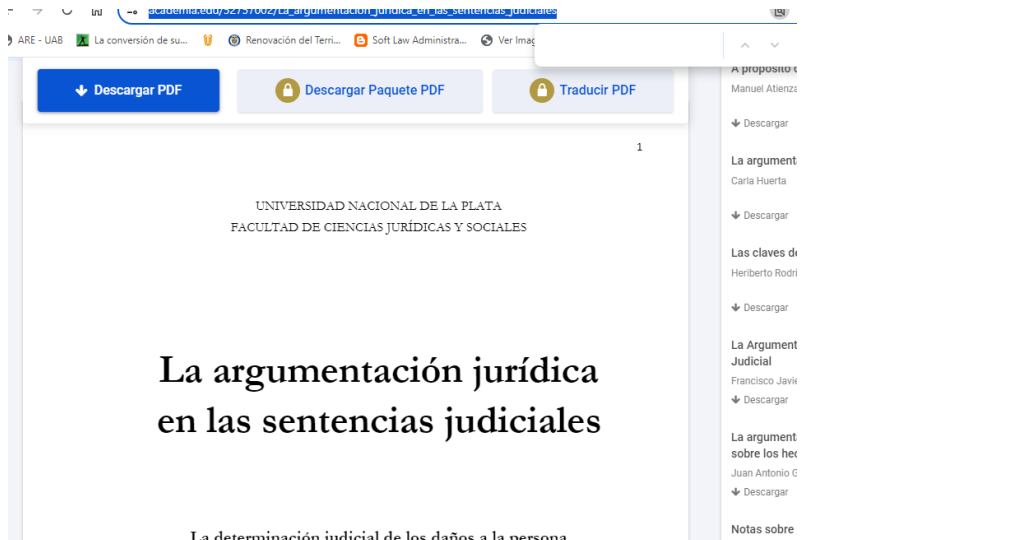 academia.edu/52757002/La_argumentación_jurídica_en_las_sentencias_judiciales
ARE - UAB
La conversión de su...
Renovación del Terri...
Soft Law Administra...
Ver Imag
Descargar PDF
Descargar Paquete PDF
Traducir PDF
1
UNIVERSIDAD NACIONAL DE LA PLATA
FACULTAD DE CIENCIAS JURÍDICAS Y SOCIALES
La argumentación jurídica
en las sentencias judiciales
La determinación judicial de los daños a la persona
A propósito
Manuel Atienza
Descargar
La argument
Carla Huerta
Descargar
Las claves de
Heriberto Rodri
Descargar
La Argument
Judicial
Francisco Javie
Descargar
La argument
sobre los hec
Juan Antonio G
Descargar
Notas sobre